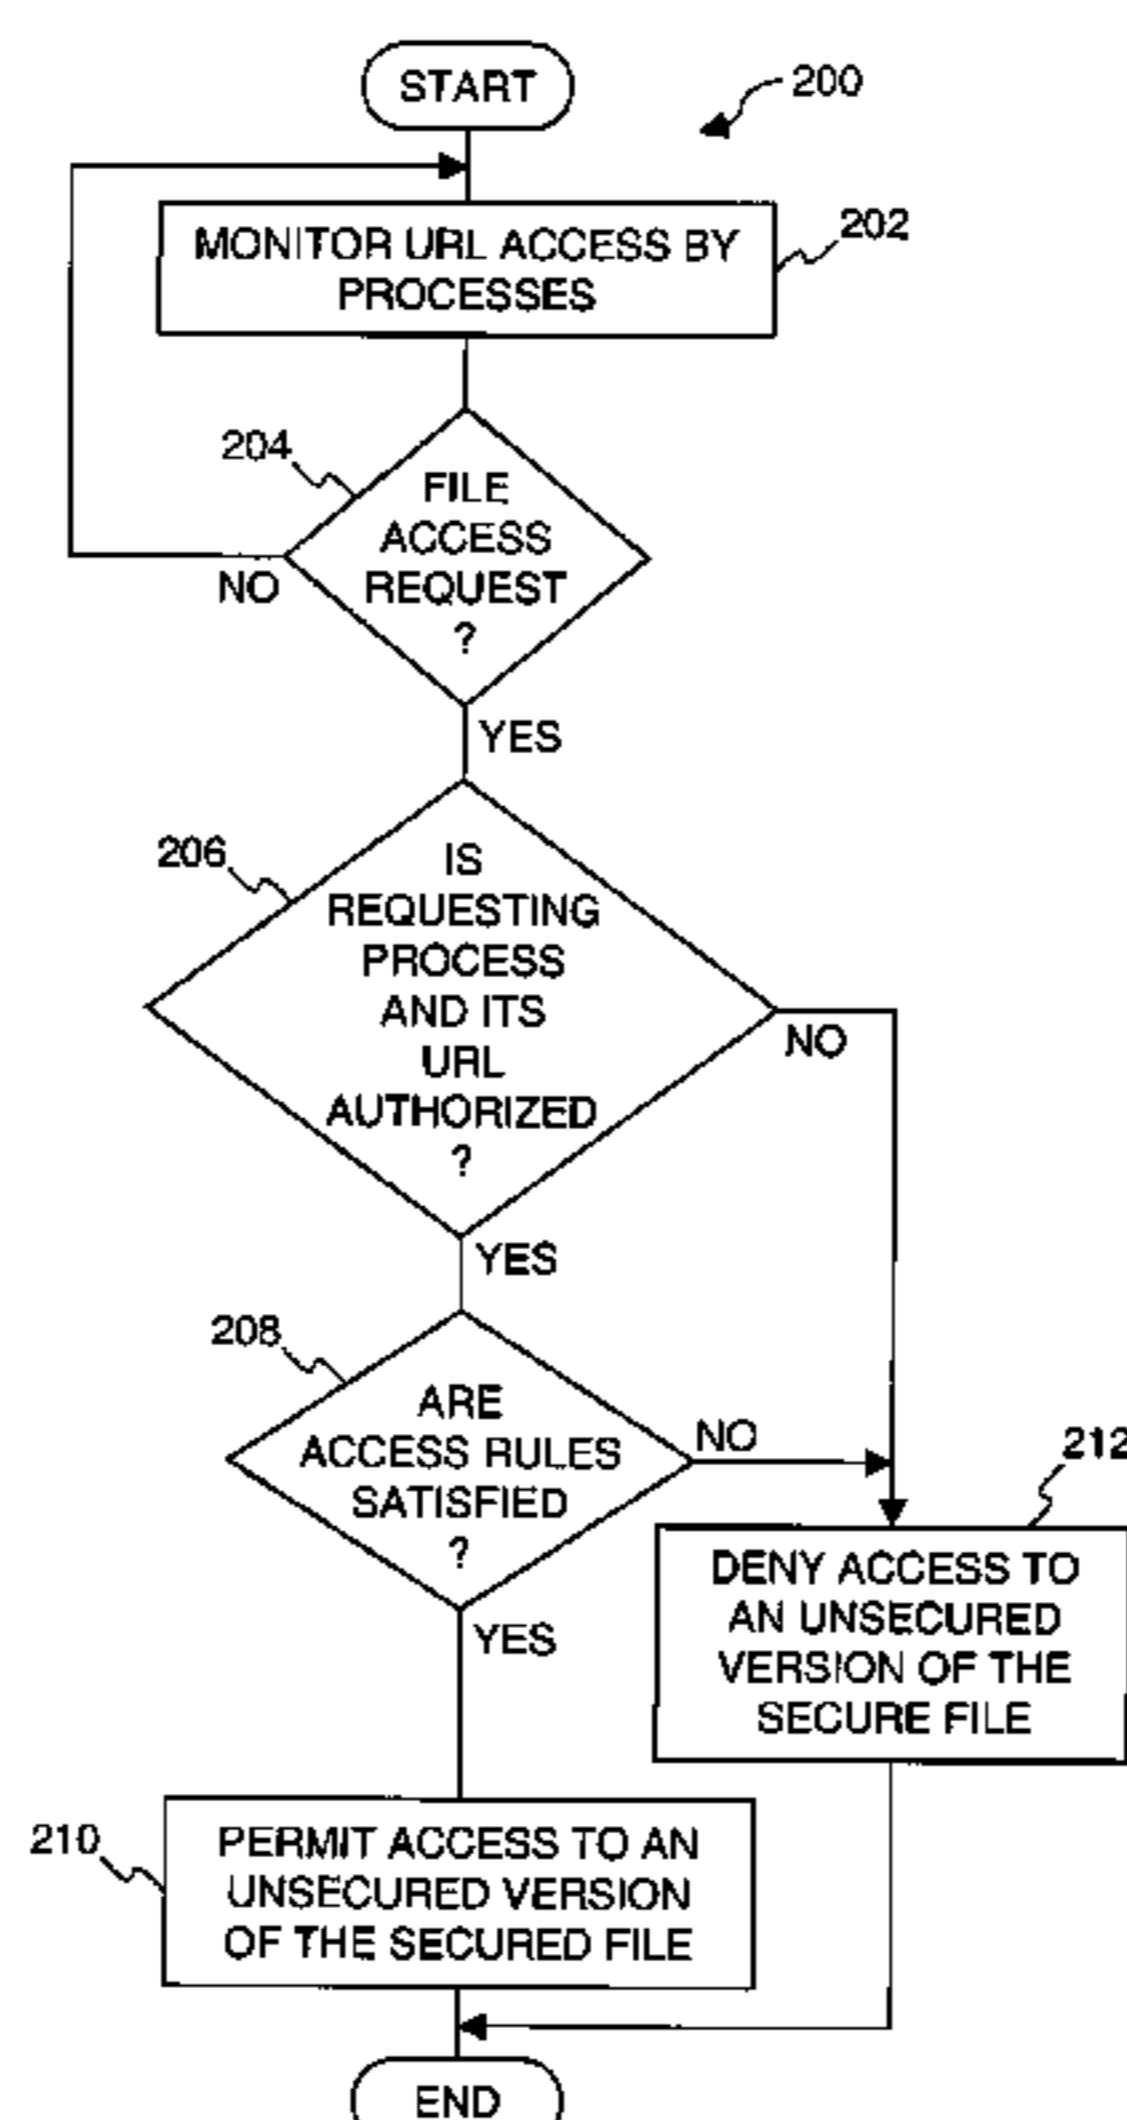 START
200
MONITOR URL ACCESS BY
PROCESSES
202
204
FILE
ACCESS
REQUEST
?
NO
YES
206
IS
REQUESTING
PROCESS
AND ITS
URL
AUTHORIZED
?
NO
YES
208
ARE
ACCESS RULES
SATISFIED
?
NO
YES
212
DENY ACCESS TO
AN UNSECURED
VERSION OF THE
SECURE FILE
210
PERMIT ACCESS TO AN
UNSECURED VERSION
OF THE SECURED FILE
END